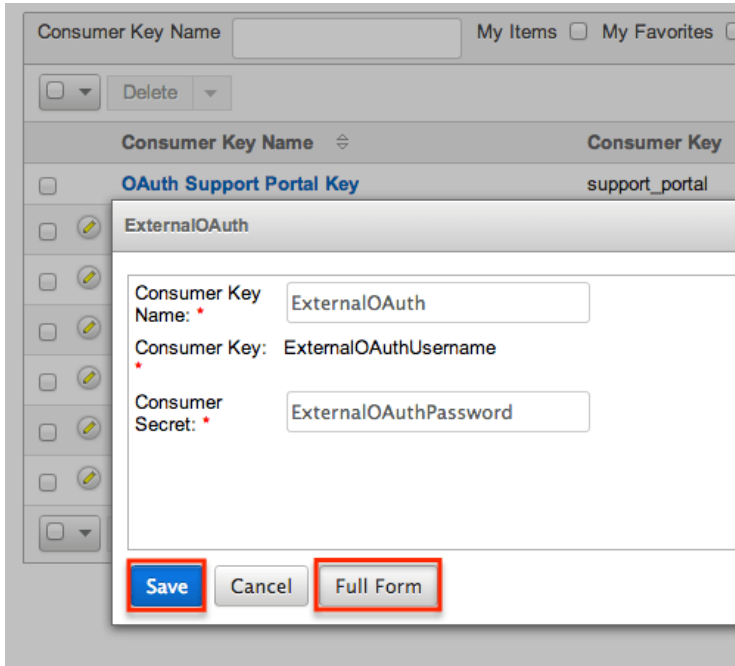 Consumer Key Name My Items My Favorites
Delete
Consumer Key Name Consumer Key
OAuth Support Portal Key support_portal
ExternalOAuth
Consumer Key
Name: * ExternalOAuth
Consumer Key: ExternalOAuthUsername
*
Consumer
Secret: * ExternalOAuthPassword
Save Cancel Full Form